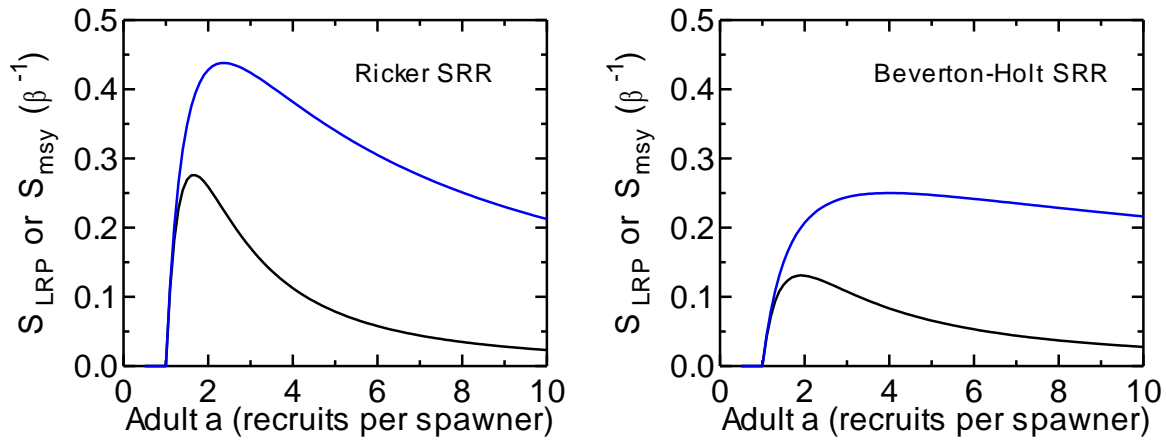 0.5
0.4
0.3
0.2
0.1
0.0
S_LRP or S_msy (β^-1)
Ricker SRR
0 2 4 6 8 10
Adult a (recruits per spawner)
0.5
0.4
0.3
0.2
0.1
0.0
S_LRP or S_msy (β^-1)
Beverton-Holt SRR
0 2 4 6 8 10
Adult a (recruits per spawner)